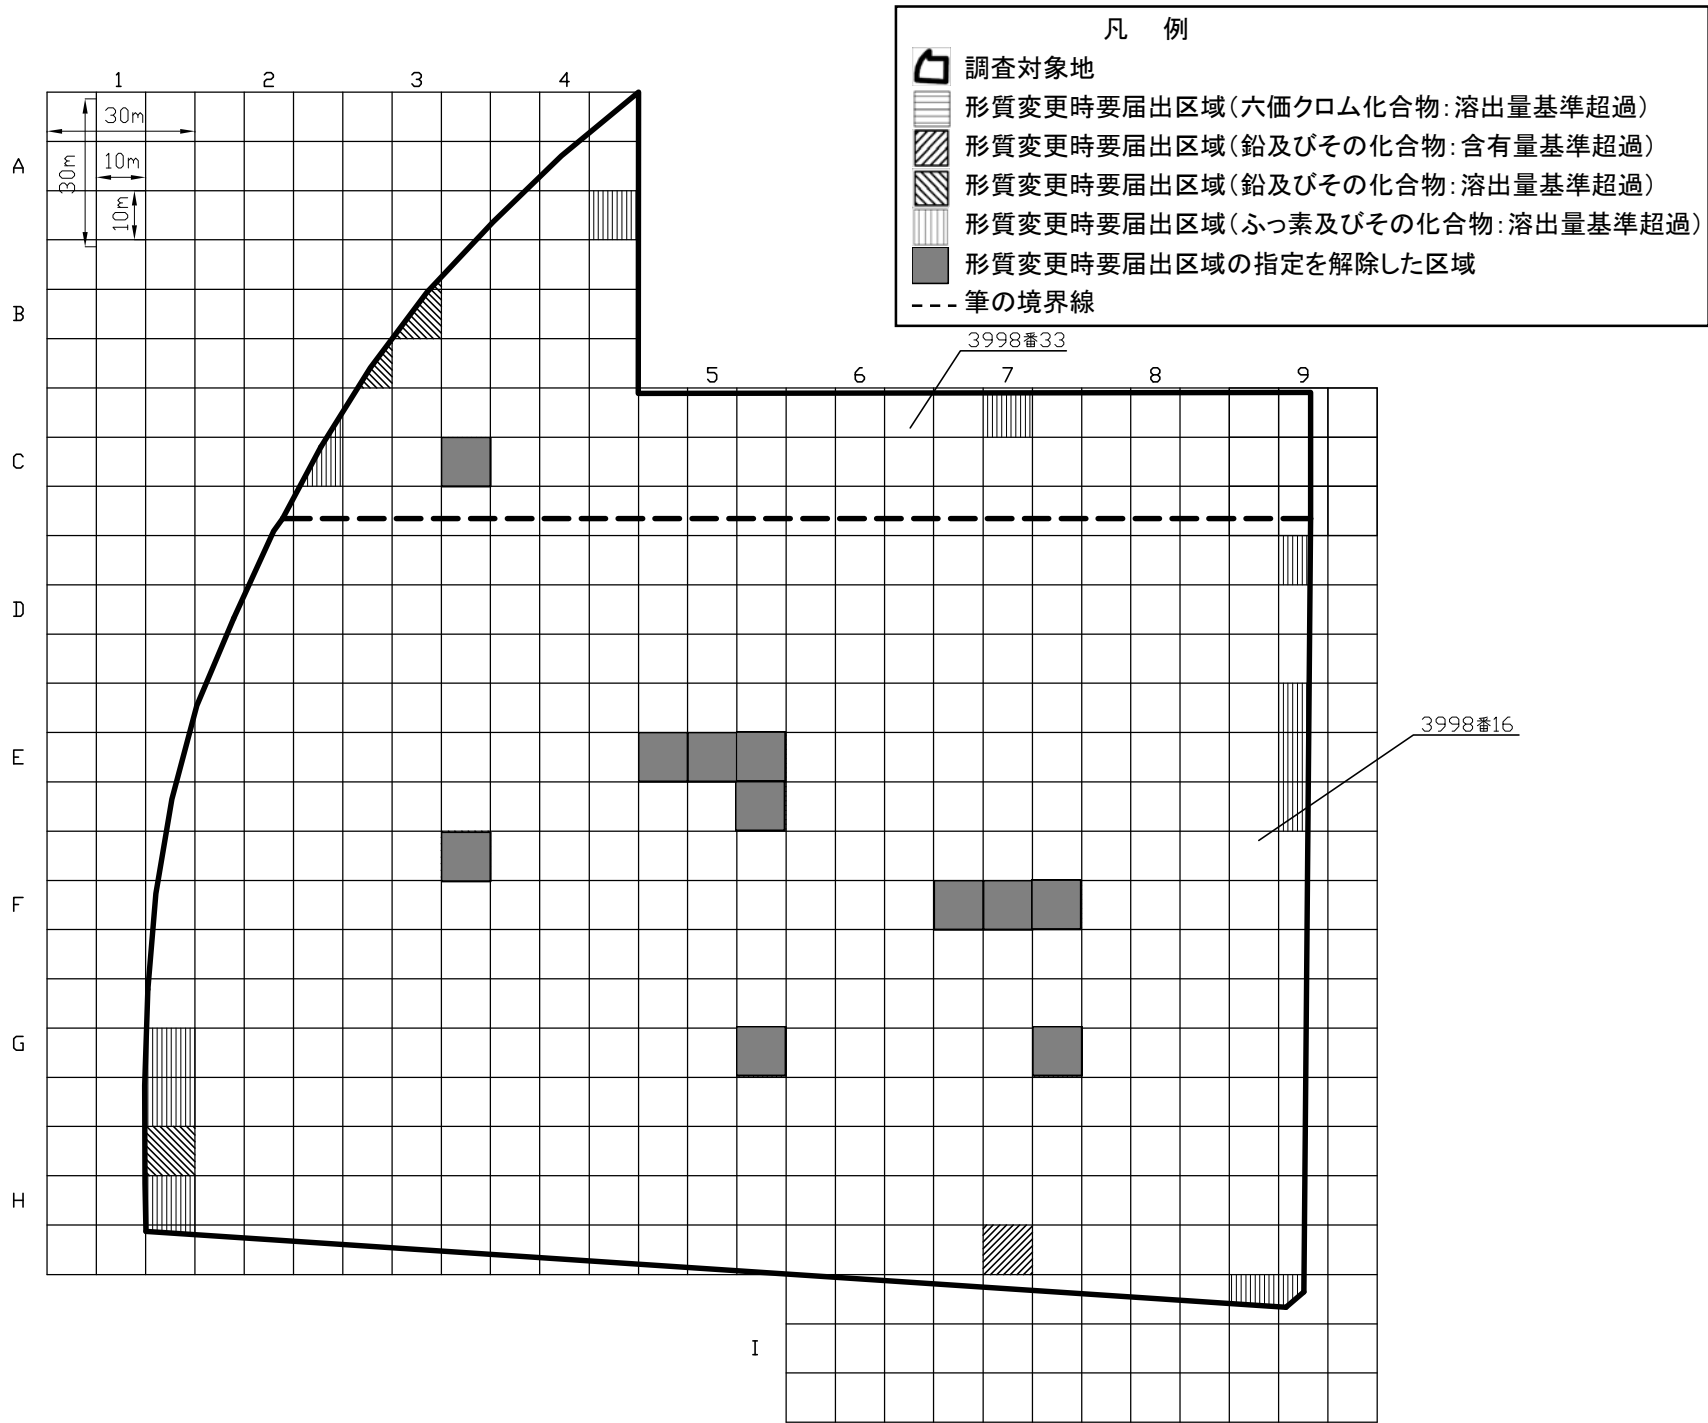 凡 例
調査対象地
形質変更時要届出区域(六価クロム化合物:溶出量基準超過)
形質変更時要届出区域(鉛及びその化合物:含有量基準超過)
形質変更時要届出区域(鉛及びその化合物:溶出量基準超過)
形質変更時要届出区域(ふっ素及びその化合物:溶出量基準超過)
形質変更時要届出区域の指定を解除した区域
筆の境界線
1 2 3 4
30m
30m
10m
10m
A
B
3998番33
5 6 7 8 9
C
D
3998番16
E
F
G
H
I